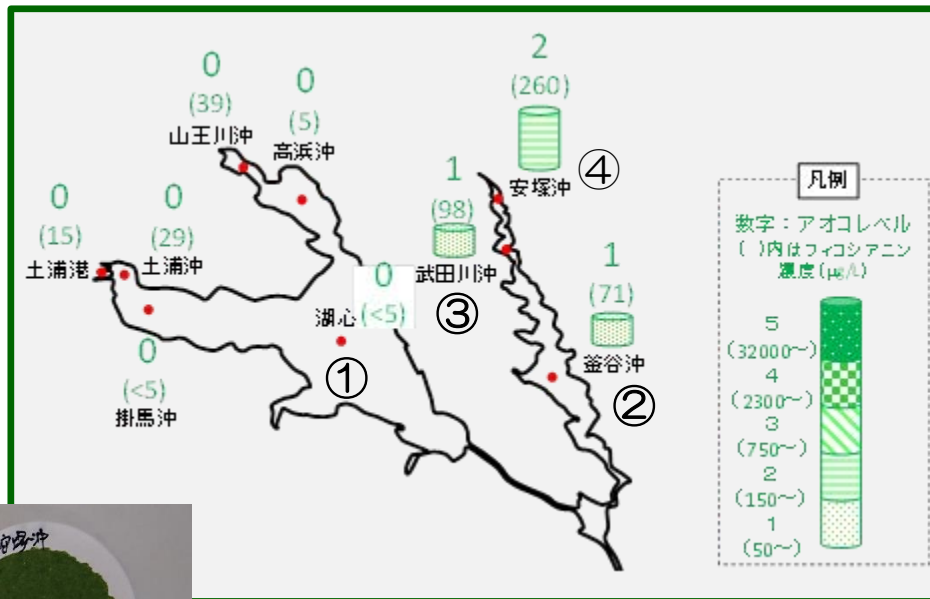 0
(39)
山王川沖
0
(5)
高浜沖
0
(15)
土浦港
0
(29)
土浦沖
0
(<5)
掛馬沖
0
湖心(<5)
①
2
(260)
安塚沖
④
1
(98)
武田川沖
③
1
(71)
釜谷沖
②
凡例
数字：アオコレベル
( )内はフィコシアニン
濃度(μg/L)
5
(32000～)
4
(2300～)
3
(750～)
2
(150～)
1
(50～)